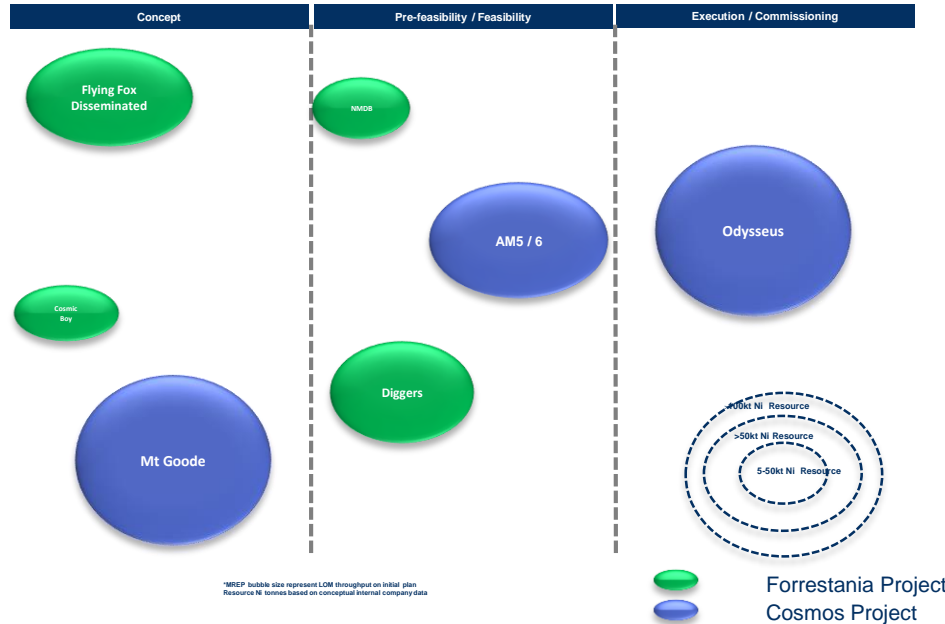 Concept
Pre-feasibility / Feasibility
Execution / Commissioning
Flying Fox
Disseminated
NMDB
AM5 / 6
Odysseus
Cosmic
Boy
Diggers
Mt Goode
Ni Resource
>50kt Ni Resource
5-50kt Ni Resource
*MREP bubble size represent LOM throughput on initial plan
Resource Ni tonnes based on conceptual internal company data
Forrestania Project
Cosmos Project